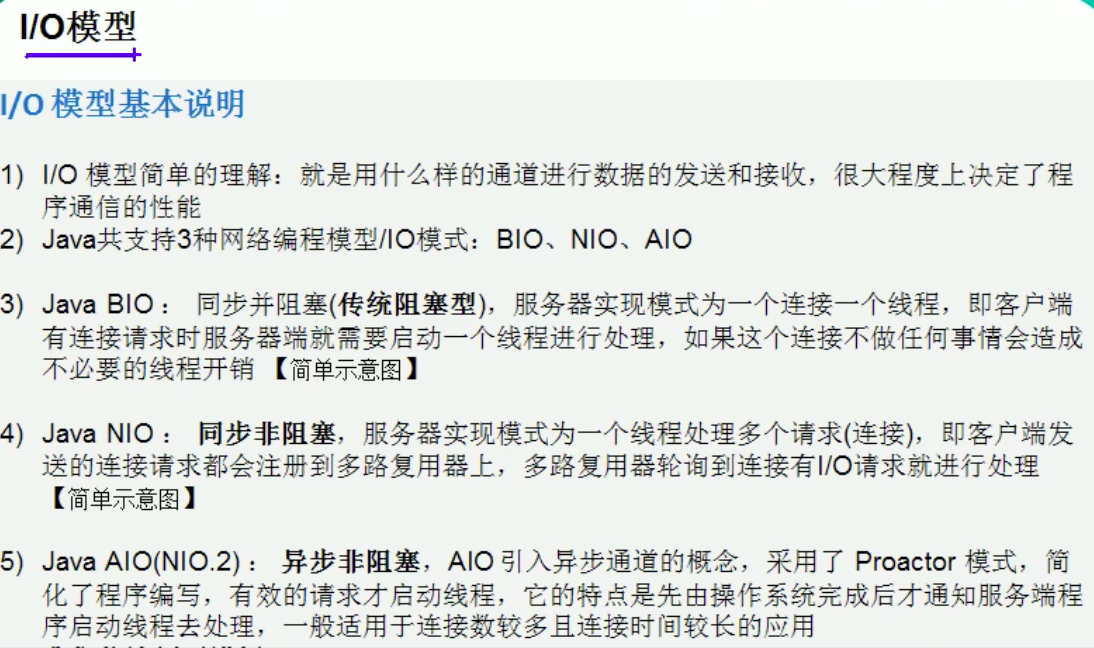 I/O模型
I/O 模型基本说明
1) I/O 模型简单的理解：就是用什么样的通道进行数据的发送和接收，很大程度上决定了程
序通信的性能
2) Java共支持3种网络编程模型/IO模式：BIO、NIO、AIO
3) Java BIO ： 同步并阻塞(传统阻塞型)，服务器实现模式为一个连接一个线程，即客户端
有连接请求时服务器端就需要启动一个线程进行处理，如果这个连接不做任何事情会造成
不必要的线程开销 【简单示意图】
4) Java NIO ： 同步非阻塞，服务器实现模式为一个线程处理多个请求(连接)，即客户端发
送的连接请求都会注册到多路复用器上，多路复用器轮询到连接有I/O请求就进行处理
【简单示意图】
5) Java AIO(NIO.2) ： 异步非阻塞，AIO 引入异步通道的概念，采用了 Proactor 模式，简
化了程序编写，有效的请求才启动线程，它的特点是先由操作系统完成后才通知服务端程
序启动线程去处理，一般适用于连接数较多且连接时间较长的应用